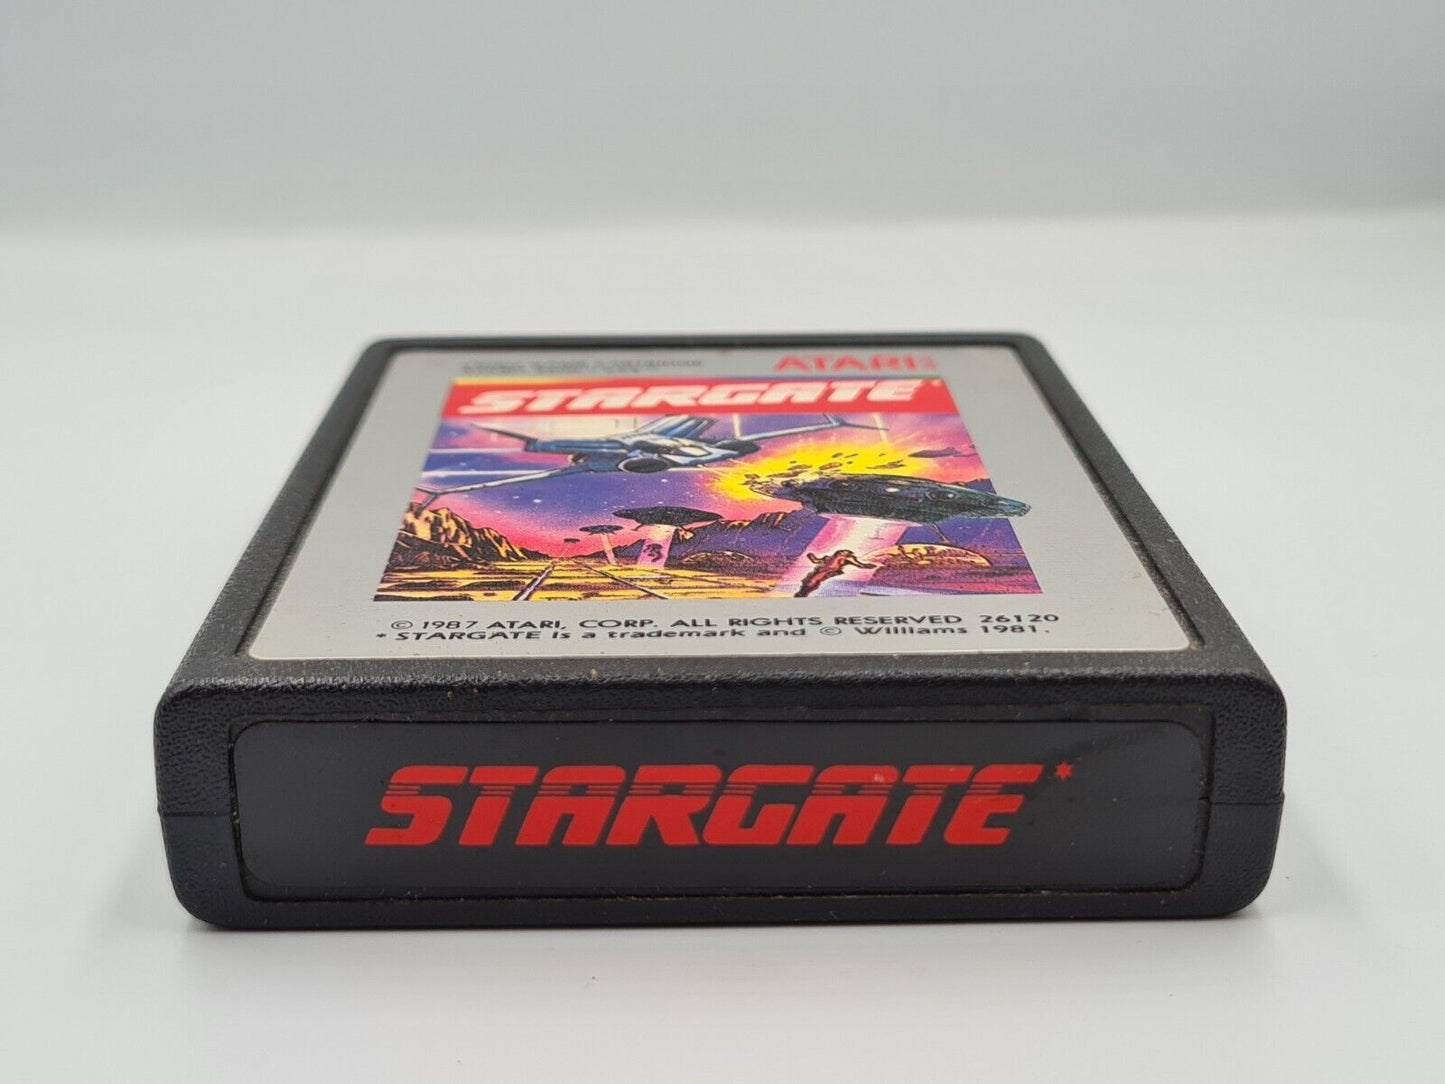 ATARI
STARGATE*
© 1987 ATARI, CORP. ALL RIGHTS RESERVED 26120
* STARGATE is a trademark and © Williams 1981.
STARGATE*